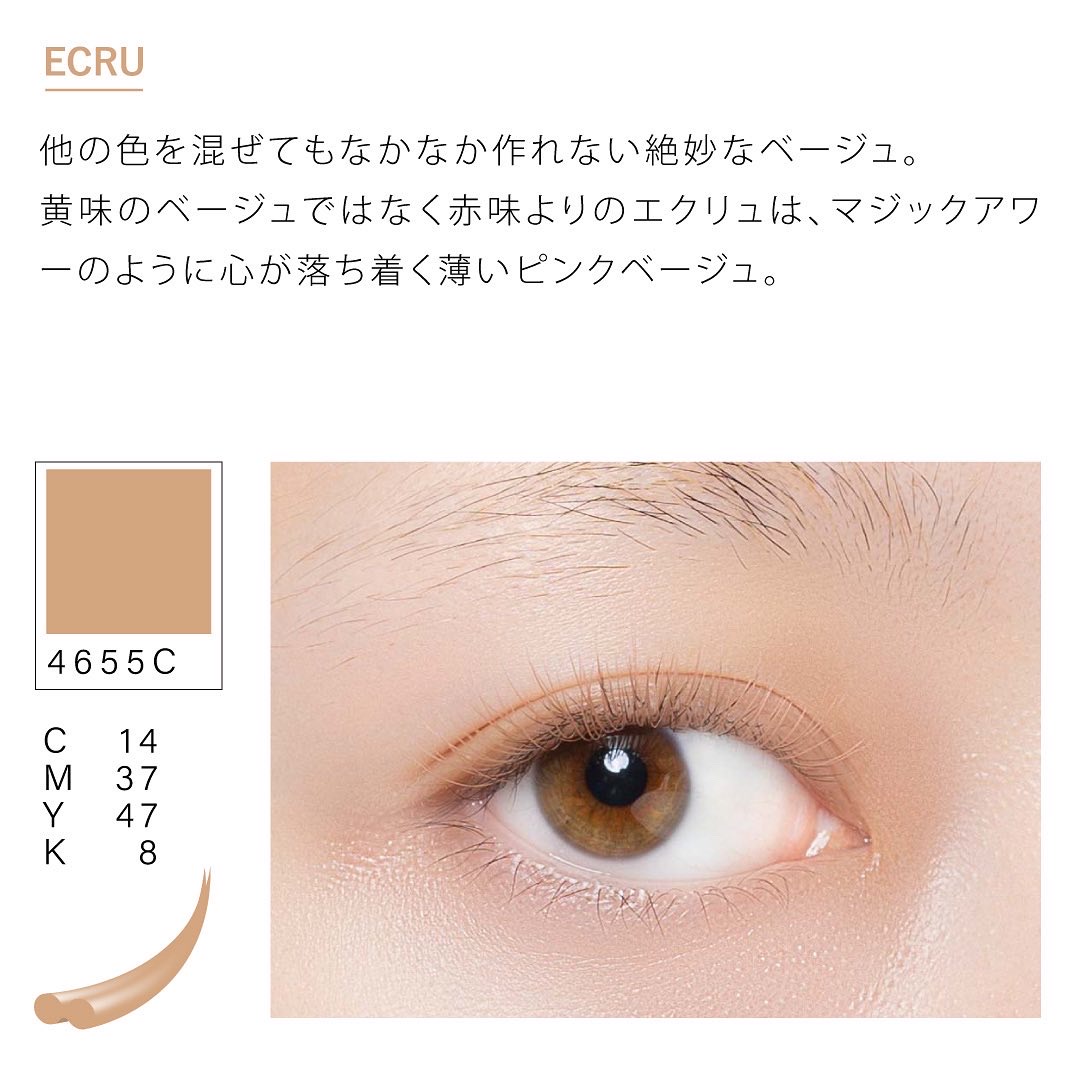 ECRU
他の色を混ぜてもなかなか作れない絶妙なベージュ。
黄味のベージュではなく赤味よりのエクリュは、マジックアワ
ーのように心が落ち着く薄いピンクベージュ。
4655C
C 14
M 37
Y 47
K 8